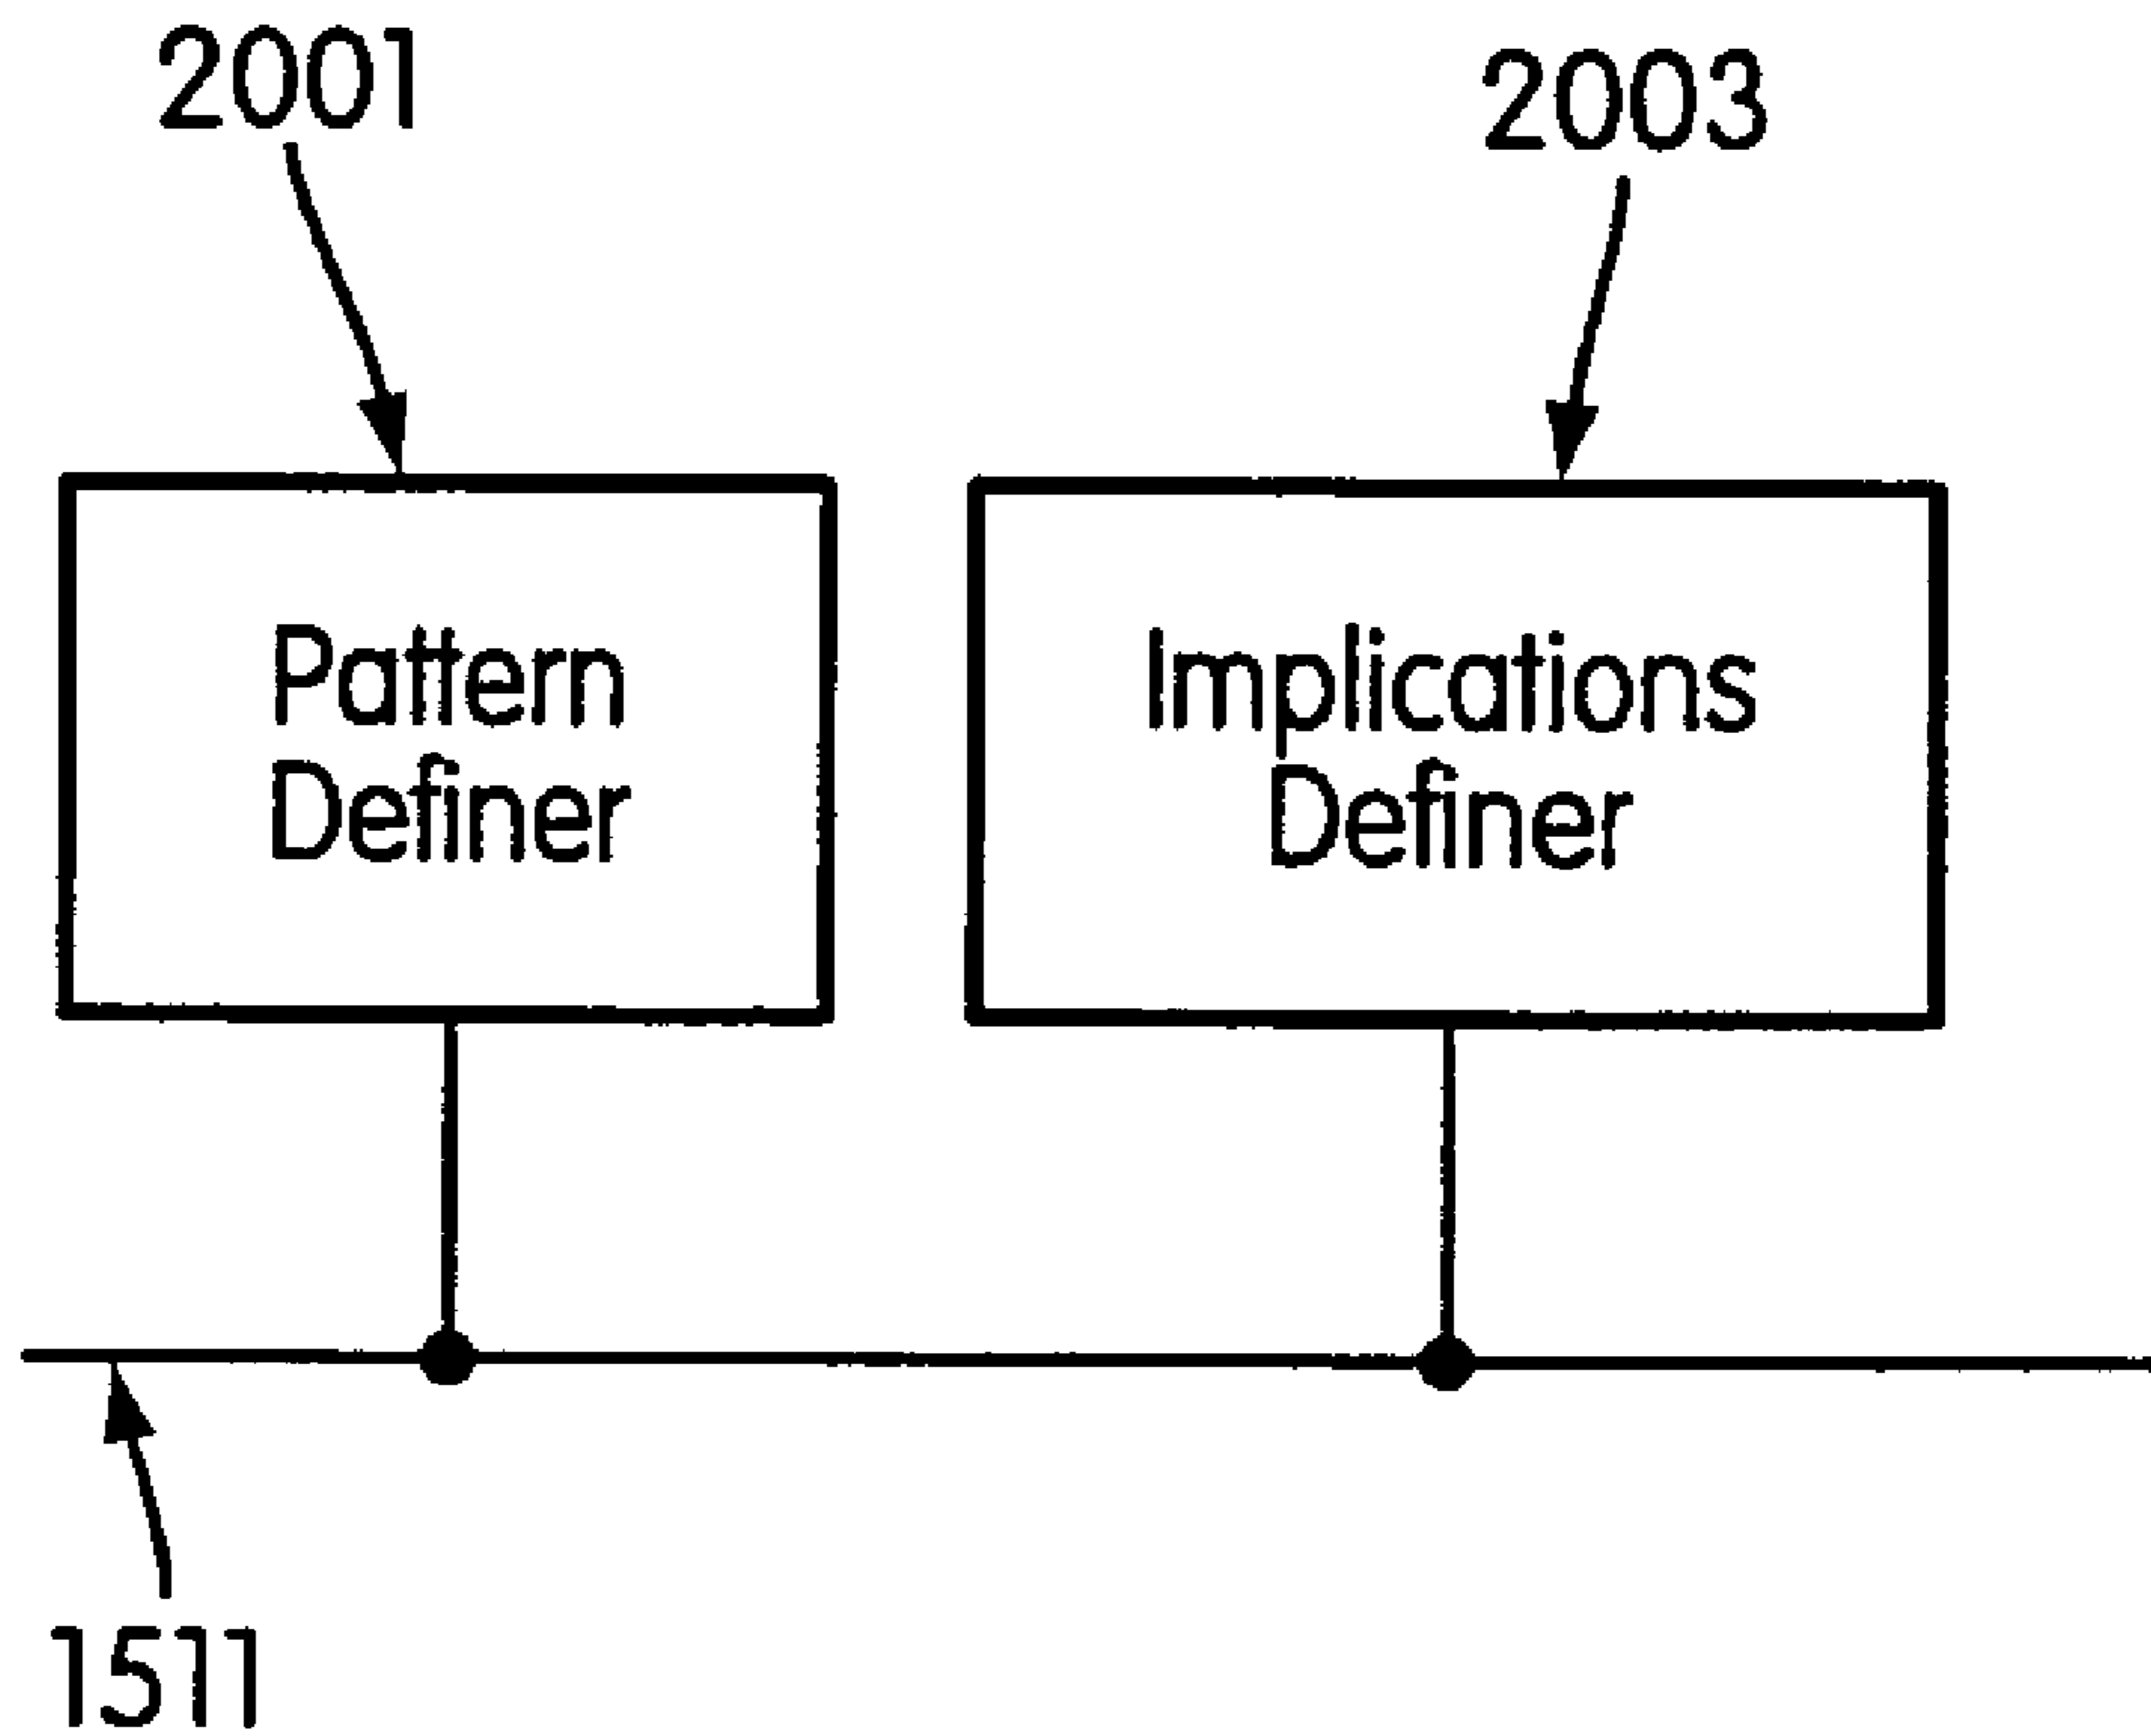 2001
2003
Pattern
Definer
Implications
Definer
1511